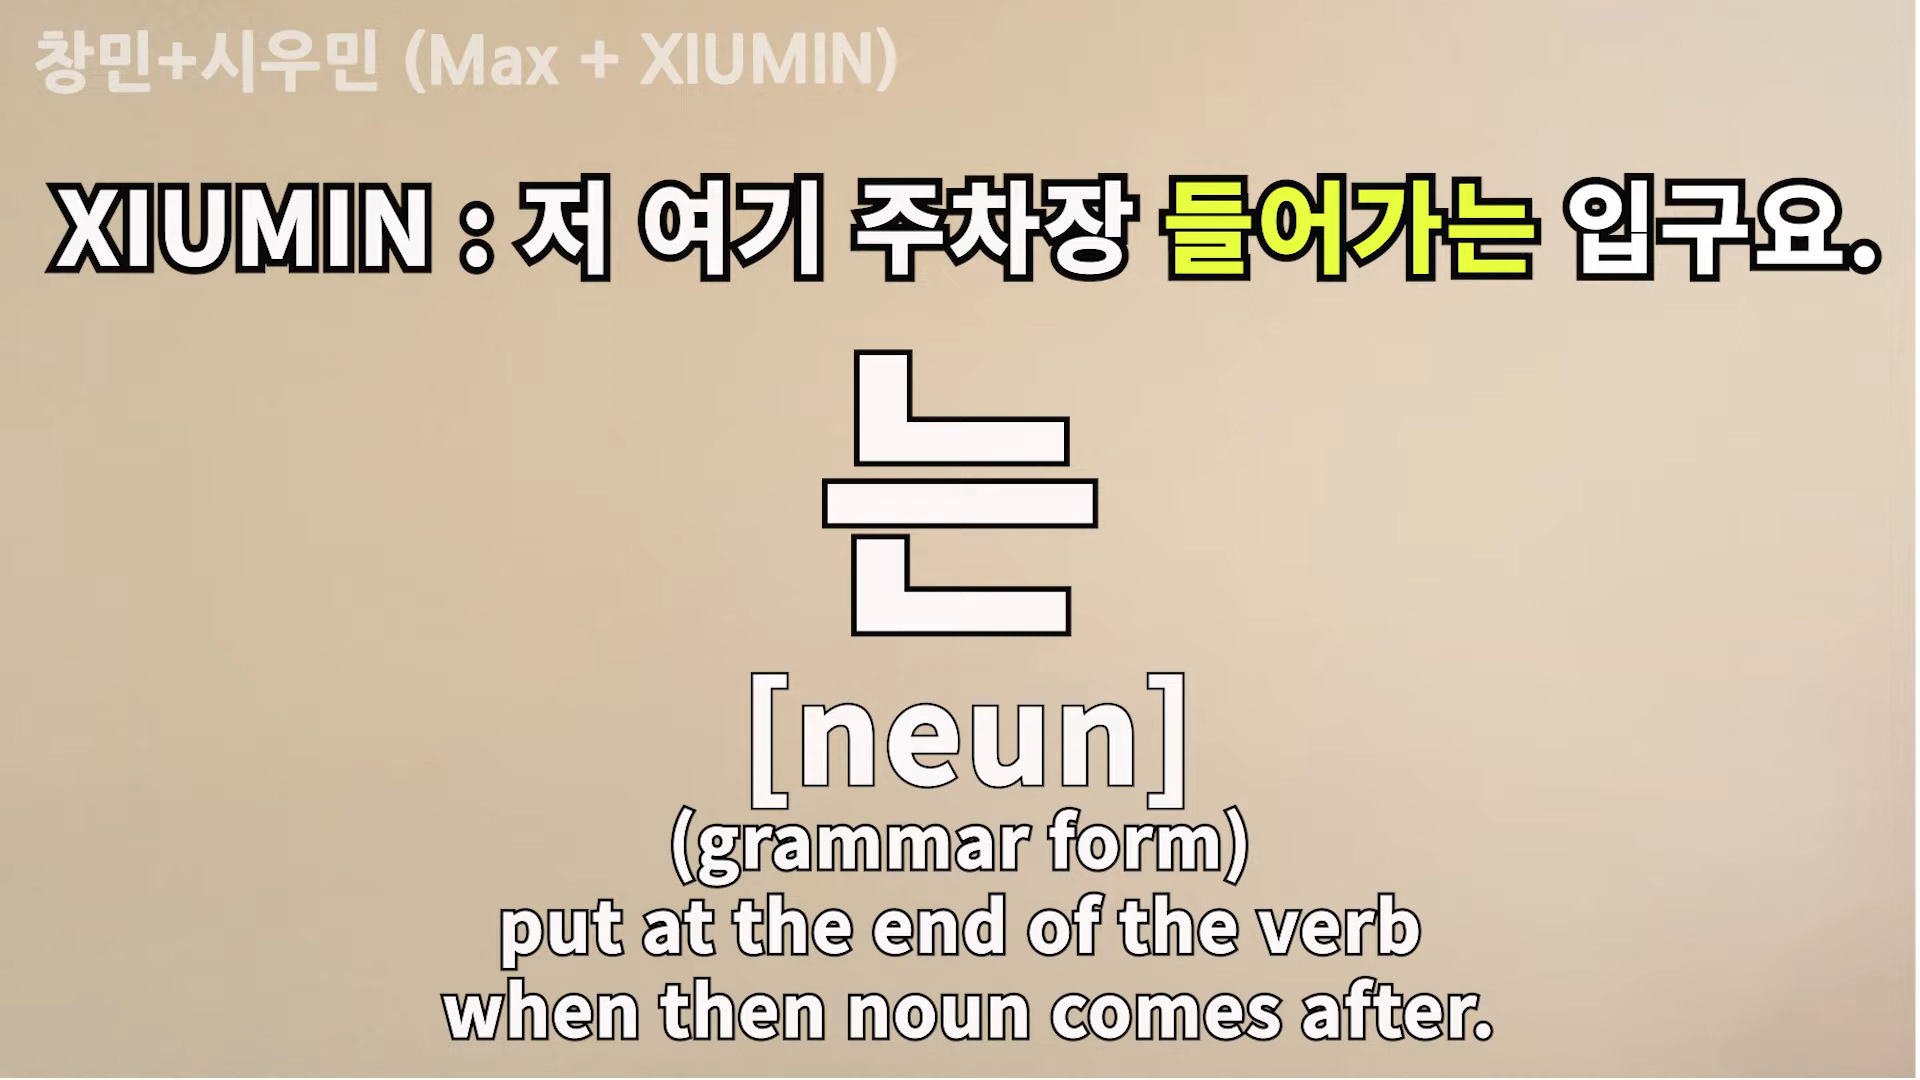 창민+시우민 (Max + XIUMIN)
XIUMIN : 저 여기 주차장 들어가는 입구요.
는
[neun]
(grammar form)
put at the end of the verb
when then noun comes after.